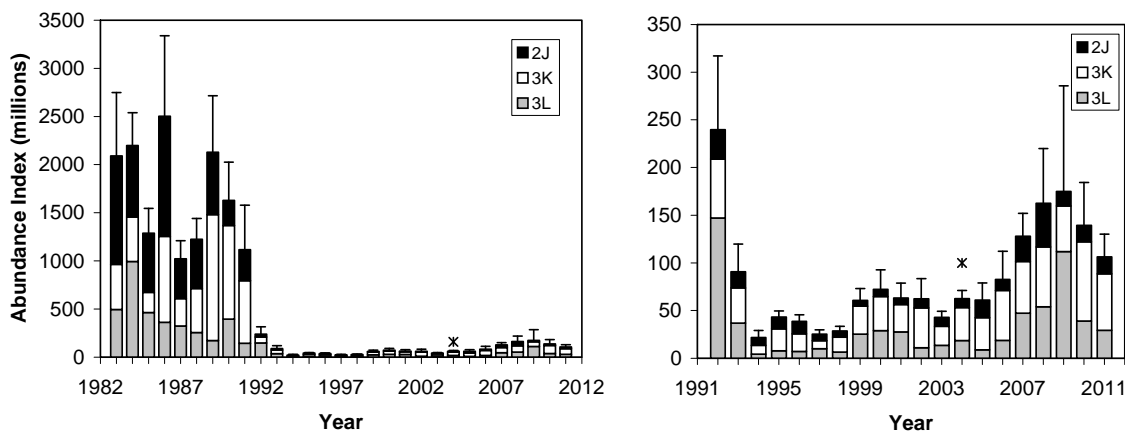 Abundance Index (millions)
3500
3000
2500
2000
1500
1000
500
0
2J
3K
3L
1982 1987 1992 1997 2002 2007 2012
Year
350
300
250
200
150
100
50
0
2J
3K
3L
1991 1995 1999 2003 2007 2011
Year